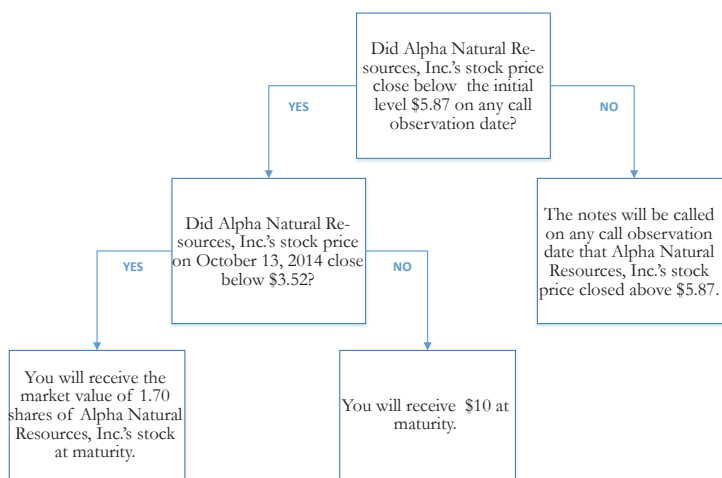 Did Alpha Natural Re-
sources, Inc.'s stock price
close below the initial
level $5.87 on any call
observation date?
YES
NO
Did Alpha Natural Re-
sources, Inc.'s stock price
on October 13, 2014 close
below $3.52?
The notes will be called
on any call observation
date that Alpha Natural
Resources, Inc.'s stock
price closed above $5.87.
YES
NO
You will receive the
market value of 1.70
shares of Alpha Natural
Resources, Inc.'s stock
at maturity.
You will receive $10 at
maturity.